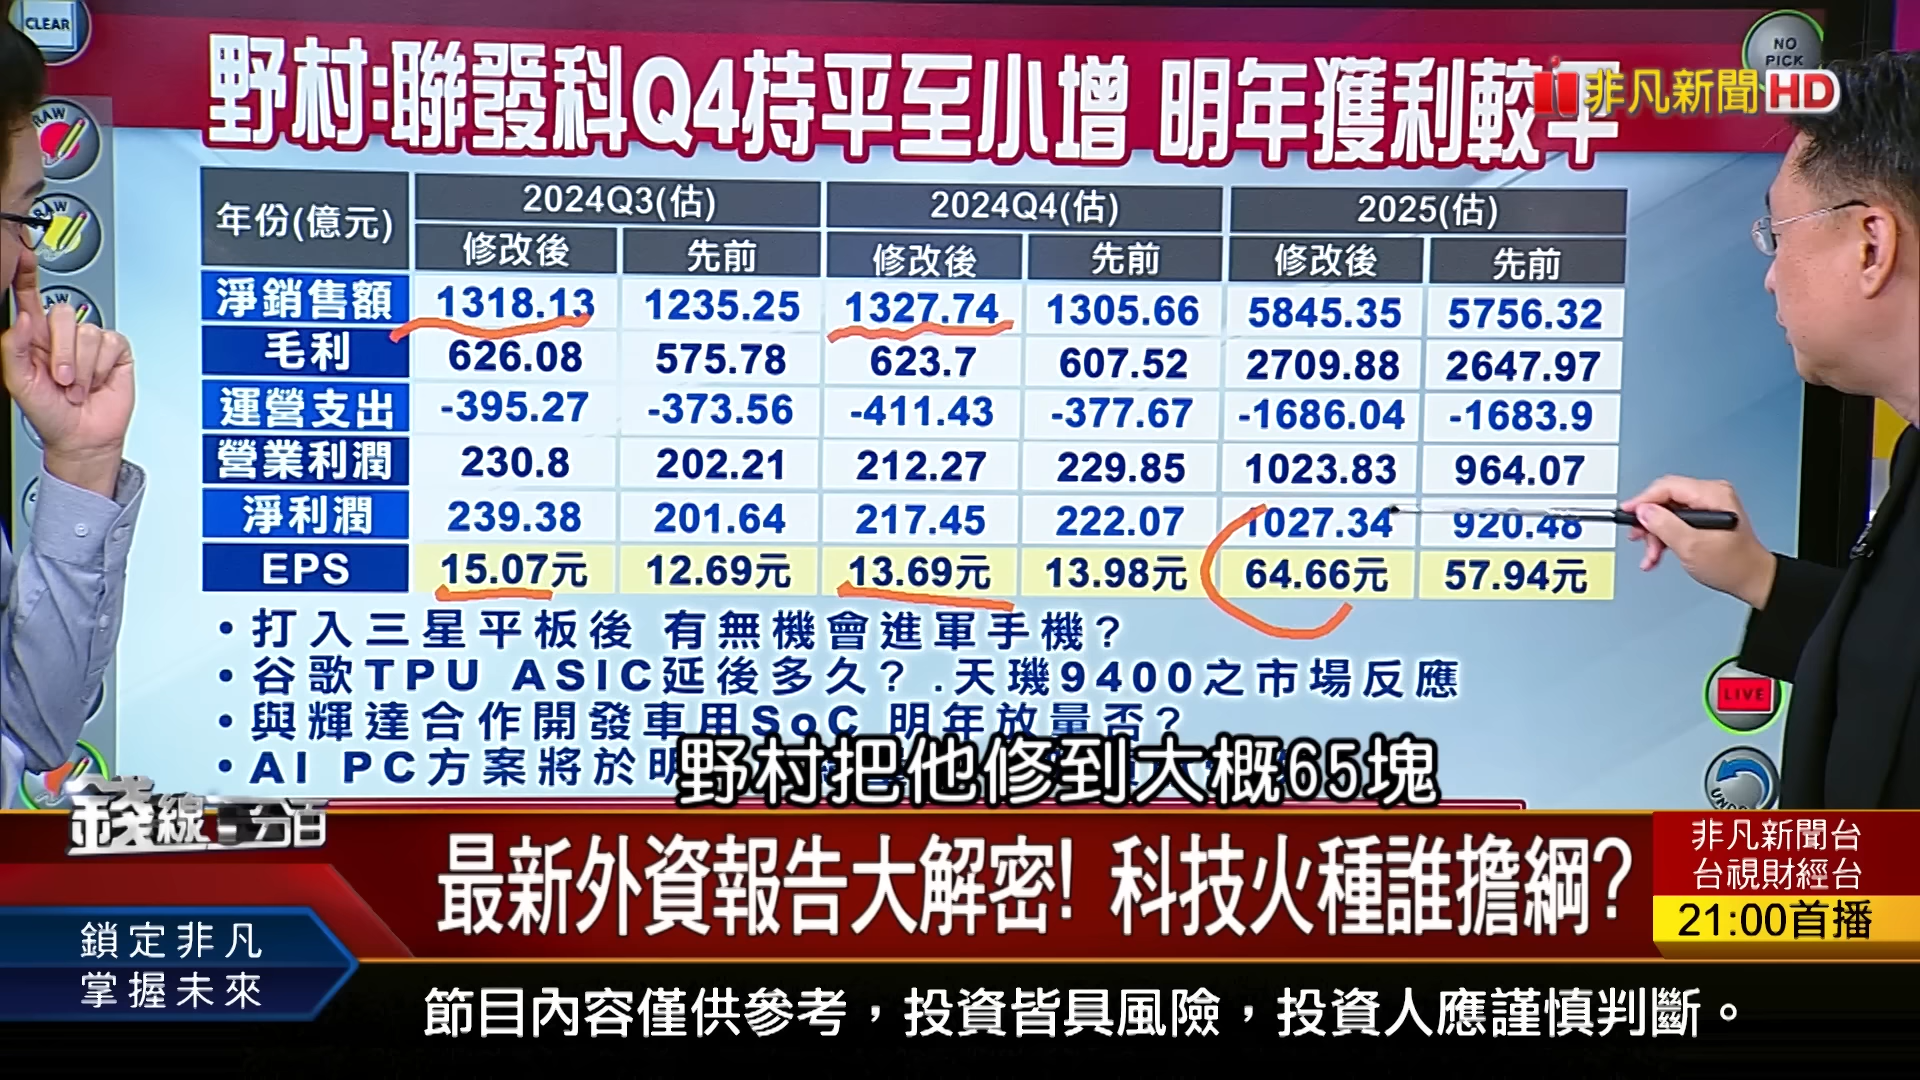 CLEAR
NO PICK
野村:聯發科Q4持平至小增 明年獲利較早
非凡新聞HD
年份(億元) 2024Q3(估) 2024Q4(估) 2025(估)
修改後 先前 修改後 先前 修改後 先前
淨銷售額 1318.13 1235.25 1327.74 1305.66 5845.35 5756.32
毛利 626.08 575.78 623.7 607.52 2709.88 2647.97
運營支出 -395.27 -373.56 -411.43 -377.67 -1686.04 -1683.9
營業利潤 230.8 202.21 212.27 229.85 1023.83 964.07
淨利潤 239.38 201.64 217.45 222.07 1027.34 920.48
EPS 15.07元 12.69元 13.69元 13.98元 64.66元 57.94元
•打入三星平板後 有無機會進軍手機?
•谷歌TPU ASIC延後多久? .天璣9400之市場反應
•與輝達合作開發車用SoC 明年放量否?
•AI PC方案將於明
LIVE
野村把他修到大概65塊
錢線百分百
最新外資報告大解密! 科技火種誰擔綱?
非凡新聞台
台視財經台
21:00首播
鎖定非凡
掌握未來
節目內容僅供參考，投資皆具風險，投資人應謹慎判斷。